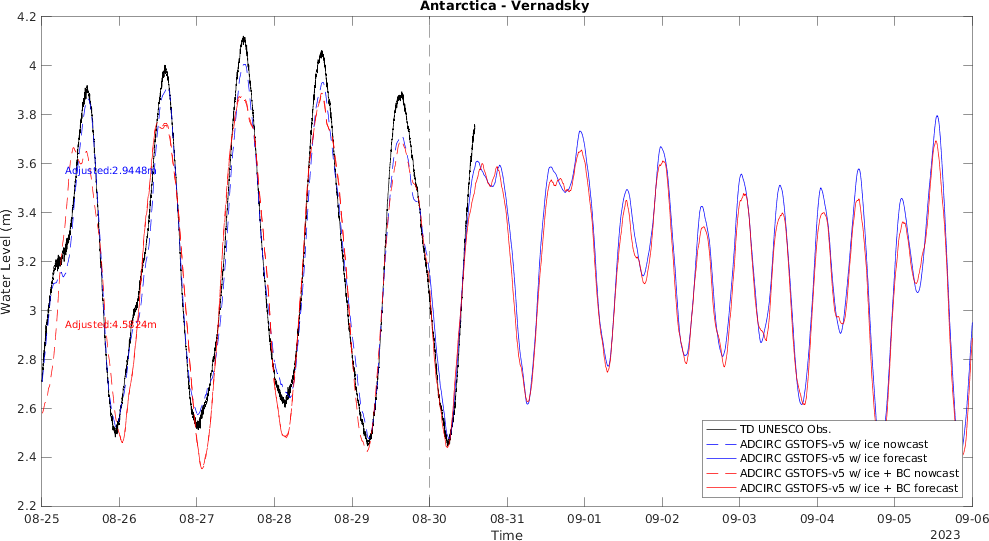 Antarctica - Vernadsky
4.2
4
3.8
3.6
3.4
3.2
3
2.8
2.6
2.4
2.2
Water Level (m)
Adjusted:2.9448m
Adjusted:4.5824m
TD UNESCO Obs.
ADCIRC GSTOFS-v5 w/ ice nowcast
ADCIRC GSTOFS-v5 w/ ice forecast
ADCIRC GSTOFS-v5 w/ ice + BC nowcast
ADCIRC GSTOFS-v5 w/ ice + BC forecast
08-25 08-26 08-27 08-28 08-29 08-30 08-31 09-01 09-02 09-03 09-04 09-05 09-06
Time
2023